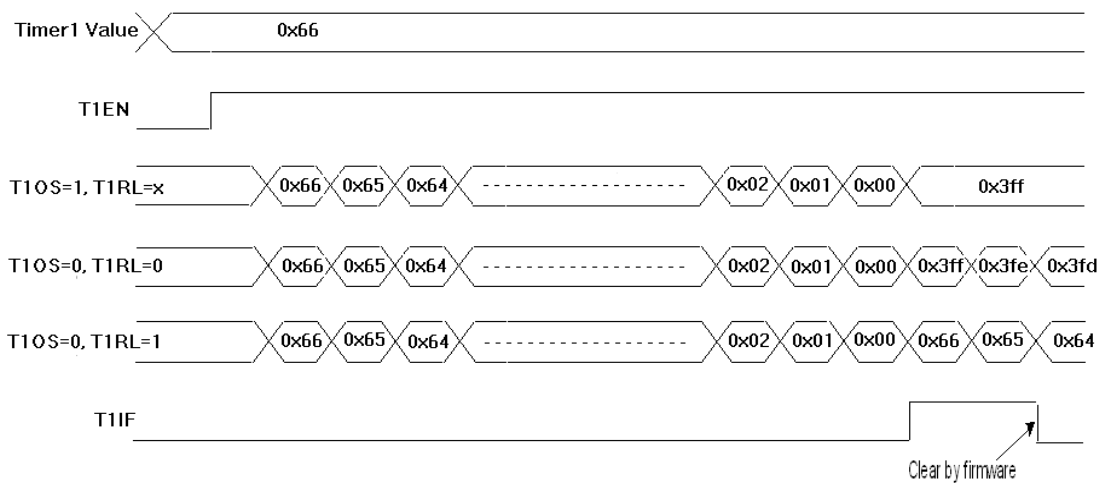 Timer1 Value 0x66
T1EN
T1OS=1, T1RL=x 0x66 0x65 0x64 0x02 0x01 0x00 0x3ff
T1OS=0, T1RL=0 0x66 0x65 0x64 0x02 0x01 0x00 0x3ff 0x3fe 0x3fd
T1OS=0, T1RL=1 0x66 0x65 0x64 0x02 0x01 0x00 0x66 0x65 0x64
T1IF
Clear by firmware